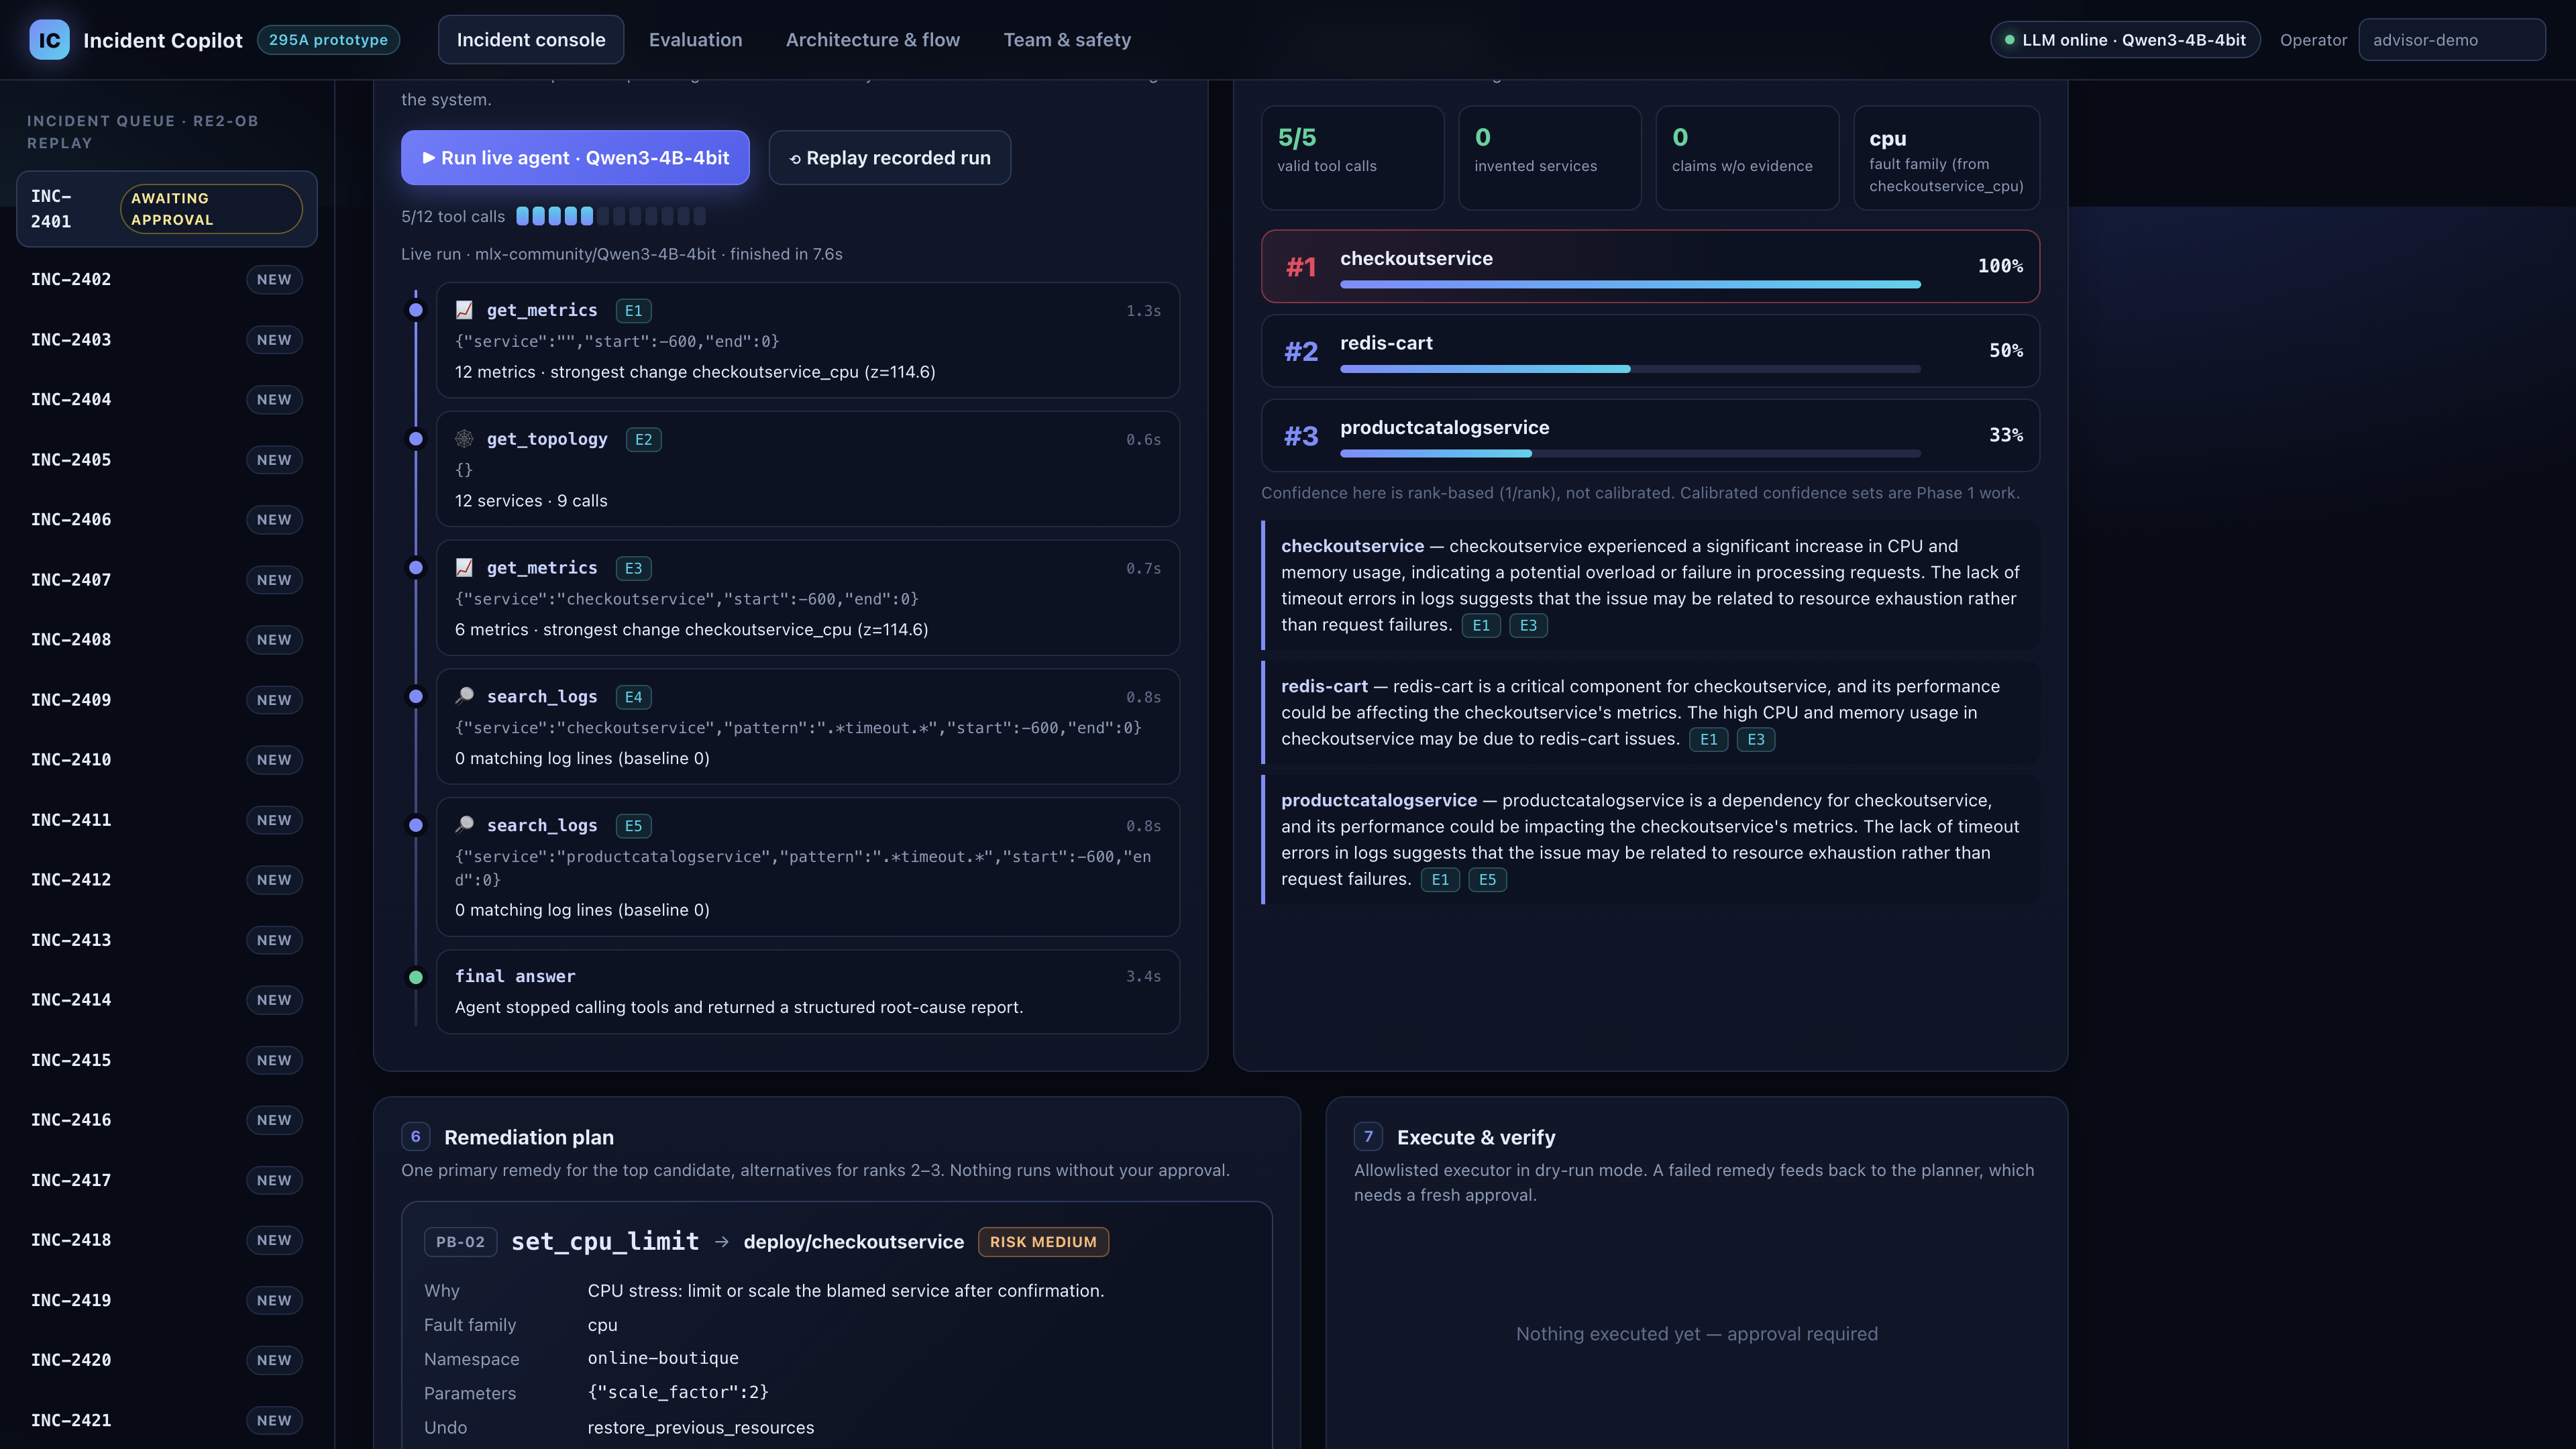 IC
Incident Copilot
295A prototype
Incident console
Evaluation
Architecture & flow
Team & safety
LLM online · Qwen3-4B-4bit
Operator
advisor-demo
INCIDENT QUEUE · RE2-OB
REPLAY
INC-
2401
AWAITING
APPROVAL
INC-2402 NEW
INC-2403 NEW
INC-2404 NEW
INC-2405 NEW
INC-2406 NEW
INC-2407 NEW
INC-2408 NEW
INC-2409 NEW
INC-2410 NEW
INC-2411 NEW
INC-2412 NEW
INC-2413 NEW
INC-2414 NEW
INC-2415 NEW
INC-2416 NEW
INC-2417 NEW
INC-2418 NEW
INC-2419 NEW
INC-2420 NEW
INC-2421 NEW
the system.
Run live agent · Qwen3-4B-4bit
Replay recorded run
5/12 tool calls
Live run · mlx-community/Qwen3-4B-4bit · finished in 7.6s
get_metrics E1 1.3s
{"service":"","start":-600,"end":0}
12 metrics · strongest change checkoutservice_cpu (z=114.6)
get_topology E2 0.6s
{}
12 services · 9 calls
get_metrics E3 0.7s
{"service":"checkoutservice","start":-600,"end":0}
6 metrics · strongest change checkoutservice_cpu (z=114.6)
search_logs E4 0.8s
{"service":"checkoutservice","pattern":".*timeout.*","start":-600,"end":0}
0 matching log lines (baseline 0)
search_logs E5 0.8s
{"service":"productcatalogservice","pattern":".*timeout.*","start":-600,"en
d":0}
0 matching log lines (baseline 0)
final answer 3.4s
Agent stopped calling tools and returned a structured root-cause report.
5/5
valid tool calls
0
invented services
0
claims w/o evidence
cpu
fault family (from
checkoutservice_cpu)
#1 checkoutservice 100%
#2 redis-cart 50%
#3 productcatalogservice 33%
Confidence here is rank-based (1/rank), not calibrated. Calibrated confidence sets are Phase 1 work.
checkoutservice — checkoutservice experienced a significant increase in CPU and
memory usage, indicating a potential overload or failure in processing requests. The lack of
timeout errors in logs suggests that the issue may be related to resource exhaustion rather
than request failures. E1 E3
redis-cart — redis-cart is a critical component for checkoutservice, and its performance
could be affecting the checkoutservice's metrics. The high CPU and memory usage in
checkoutservice may be due to redis-cart issues. E1 E3
productcatalogservice — productcatalogservice is a dependency for checkoutservice,
and its performance could be impacting the checkoutservice's metrics. The lack of timeout
errors in logs suggests that the issue may be related to resource exhaustion rather than
request failures. E1 E5
6 Remediation plan
One primary remedy for the top candidate, alternatives for ranks 2–3. Nothing runs without your approval.
PB-02 set_cpu_limit → deploy/checkoutservice RISK MEDIUM
Why CPU stress: limit or scale the blamed service after confirmation.
Fault family cpu
Namespace online-boutique
Parameters {"scale_factor":2}
Undo restore_previous_resources
7 Execute & verify
Allowlisted executor in dry-run mode. A failed remedy feeds back to the planner, which
needs a fresh approval.
Nothing executed yet — approval required